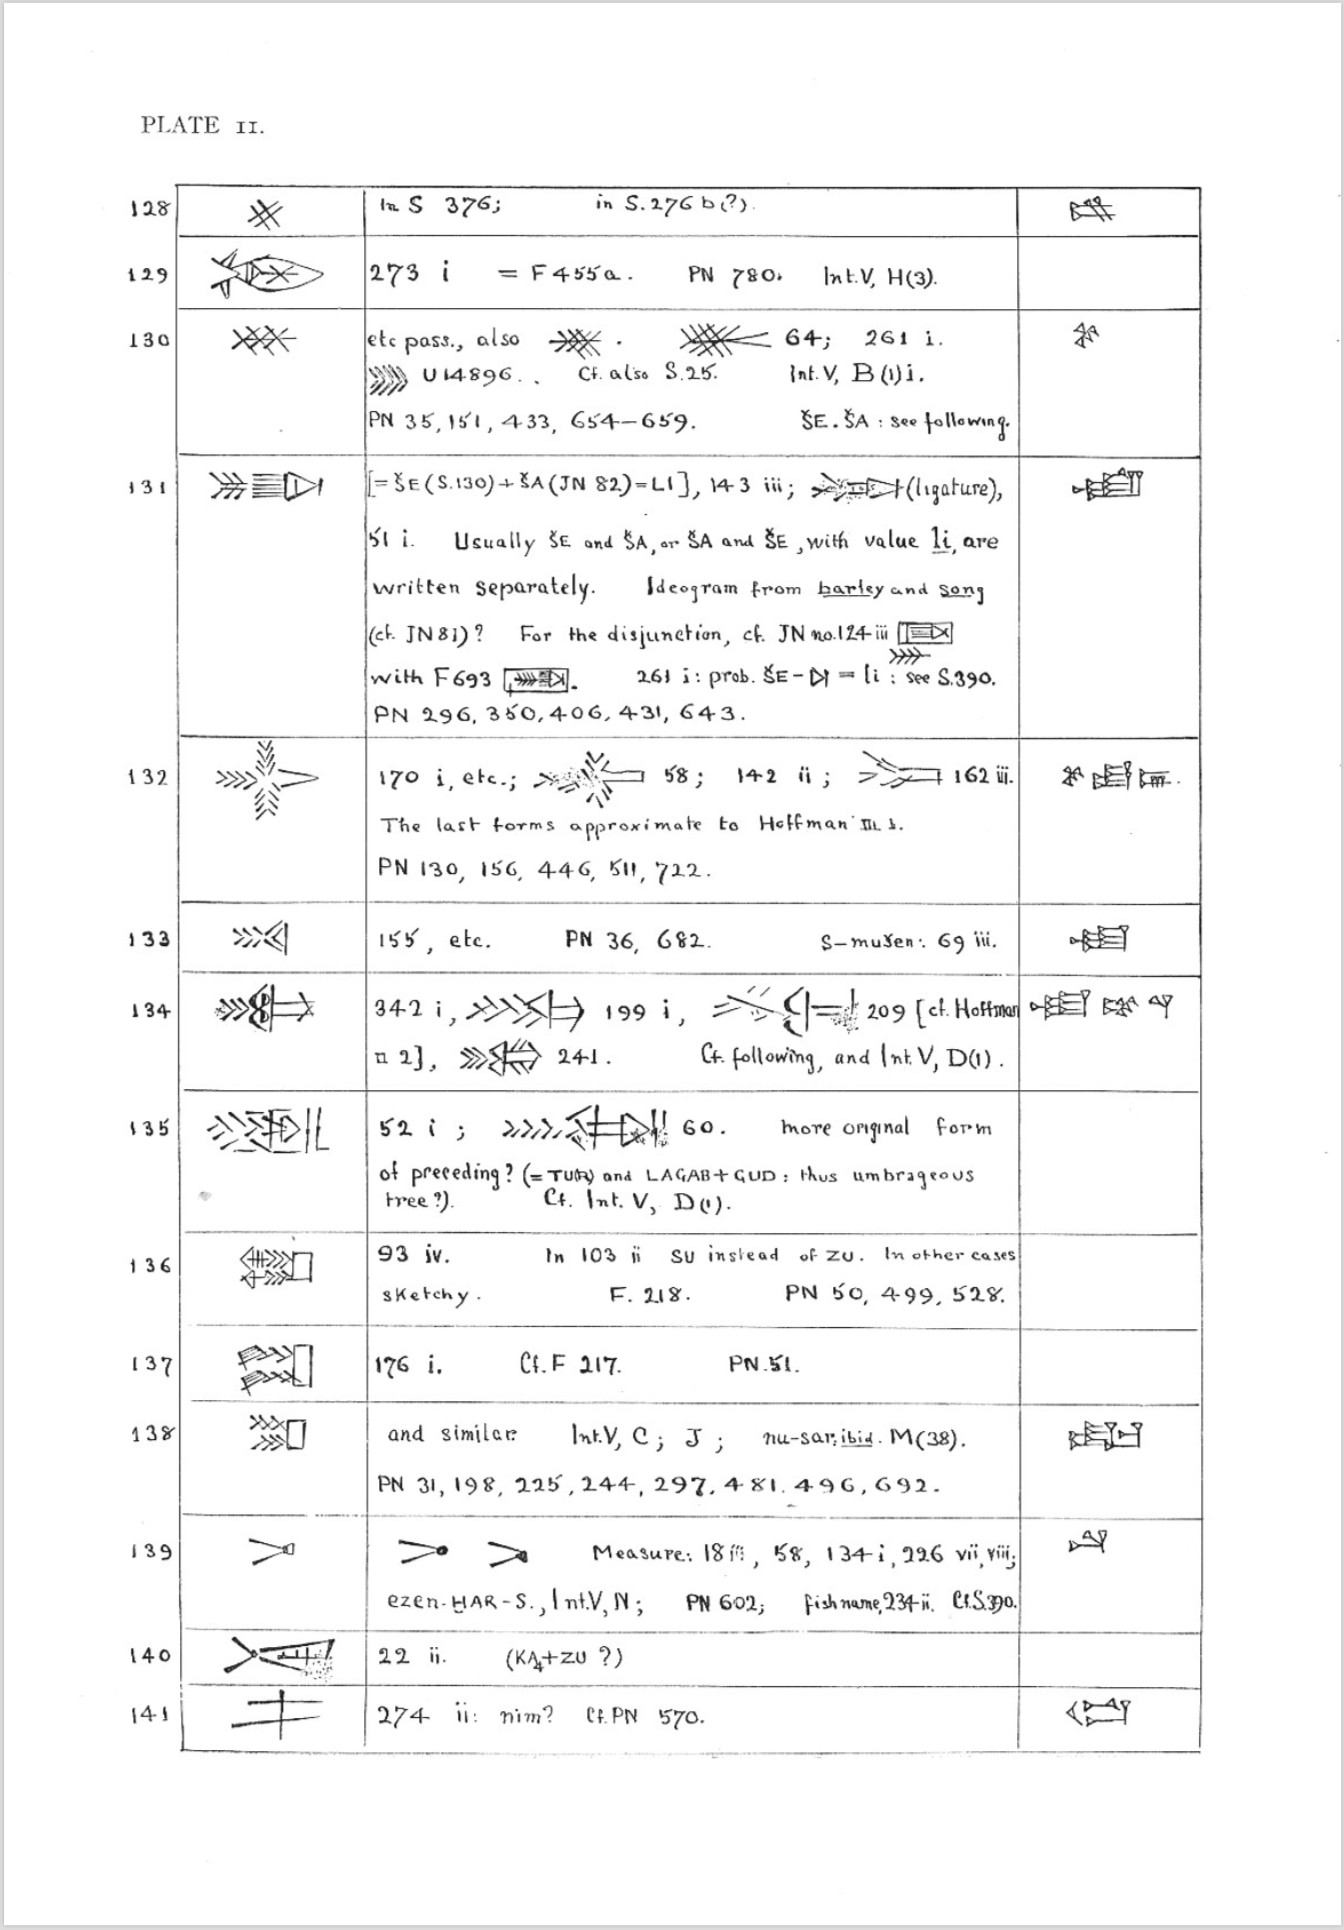 PLATE II.
128 In S 376; in S.276 b(?).
129 273 i = F 455a. PN 780. Int.V, H(3).
130 etc pass., also . 64; 261 i.
U 14896. . Cf. also S.25. Int.V, B(1)i.
PN 35, 151, 433, 654–659. ŠE.ŠA : see following.
131 [= ŠE (S.130) + ŠA (JN 82) = LI], 143 iii; (ligature),
51 i. Usually ŠE and ŠA, or ŠA and ŠE, with value li, are
written separately. Ideogram from barley and song
(cf. JN 81)? For the disjunction, cf. JN no.124 iii
with F 693 . 261 i: prob. ŠE – = li : see S.390.
PN 296, 350, 406, 431, 643.
132 170 i, etc.; 58; 142 ii; 162 iii.
The last forms approximate to Hoffman
PN 130, 156, 446, 511, 722.
133 155, etc. PN 36, 682. S–mušen: 69 iii.
134 342 i, 199 i, 209 [cf. Hoffman
n 2], 241. Cf. following, and Int. V, D(1).
135 52 i ; 60. more original form
of preceding? (= TU(R) and LAGAB+GUD : thus umbrageous
tree?). Cf. Int. V, D(1).
136 93 iv. In 103 ii SU instead of ZU. In other cases
sketchy. F. 218. PN 50, 499, 528.
137 176 i. Cf. F 217. PN.51.
138 and similar: Int.V, C; J; nu-sar; ibid. M(38).
PN 31, 198, 225, 244, 297, 481, 496, 692.
139 Measure: 18 iii, 58, 134 i, 226 vii, viii;
ezen-ḪAR-S., Int.V, N; PN 602; fish name, 234 ii. Cf.S.390.
140 22 ii. (KA₄+ZU ?)
141 274 ii: nim? Cf. PN 570.